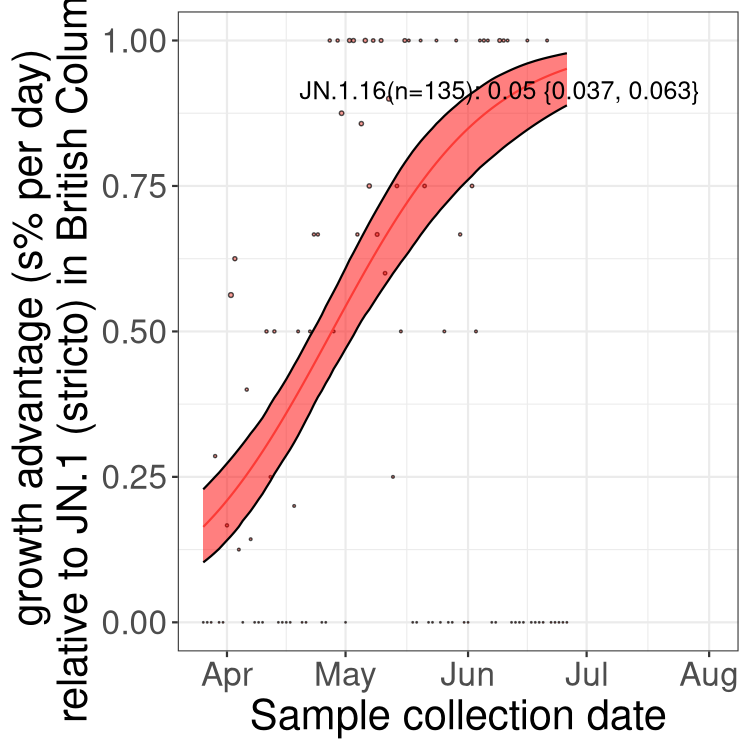 growth advantage (s% per day)
relative to JN.1 (stricto) in British Colum
1.00
0.75
0.50
0.25
0.00
JN.1.16(n=135): 0.05 {0.037, 0.063}
Apr May Jun Jul Aug
Sample collection date